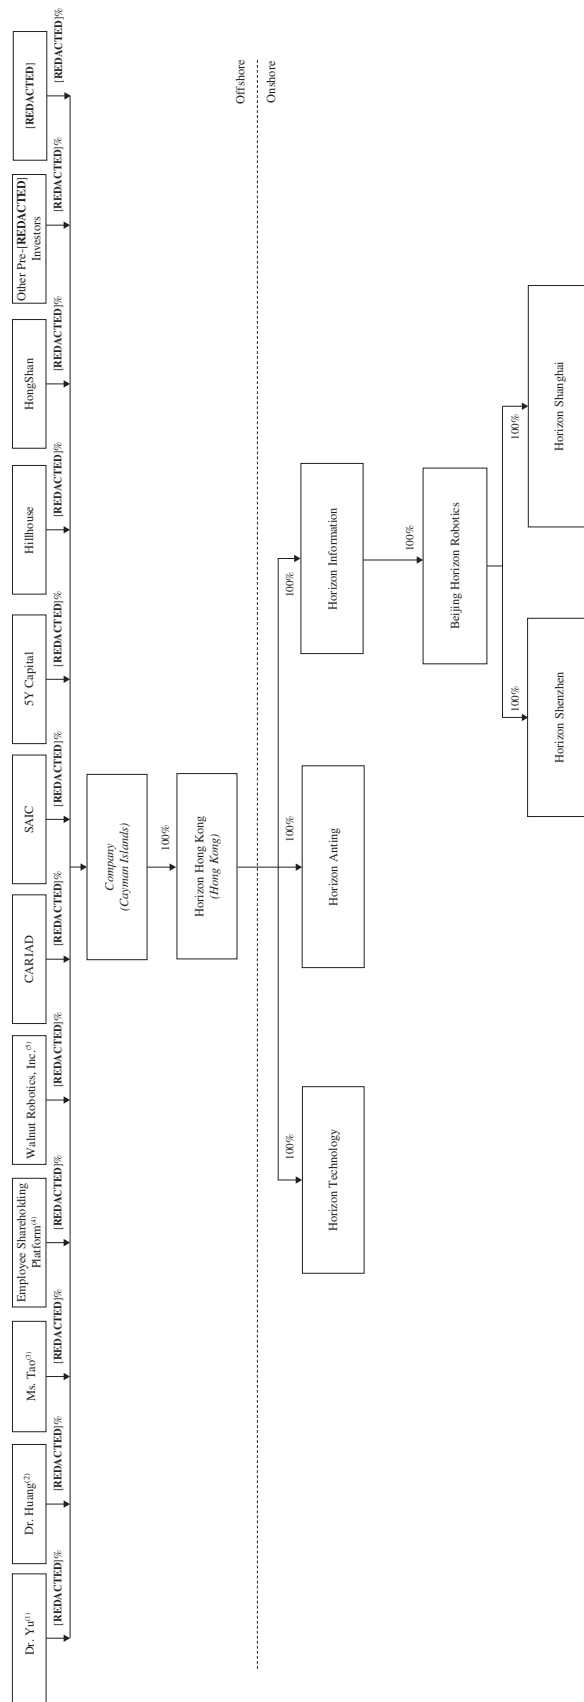 Dr. Yu(1)
Dr. Huang(2)
Ms. Tao(3)
Employee Shareholding
Platform(4)
Walnut Robotics, Inc.(5)
CARIAD
SAIC
5Y Capital
Hillhouse
HongShan
Other Pre-[REDACTED]
Investors
[REDACTED]
[REDACTED]%
[REDACTED]%
[REDACTED]%
[REDACTED]%
[REDACTED]%
[REDACTED]%
[REDACTED]%
[REDACTED]%
[REDACTED]%
[REDACTED]%
[REDACTED]%
[REDACTED]%
Company
(Cayman Islands)
100%
Horizon Hong Kong
(Hong Kong)
Offshore
Onshore
100%
100%
100%
Horizon Technology
Horizon Anting
Horizon Information
100%
Beijing Horizon Robotics
100%
100%
Horizon Shenzhen
Horizon Shanghai